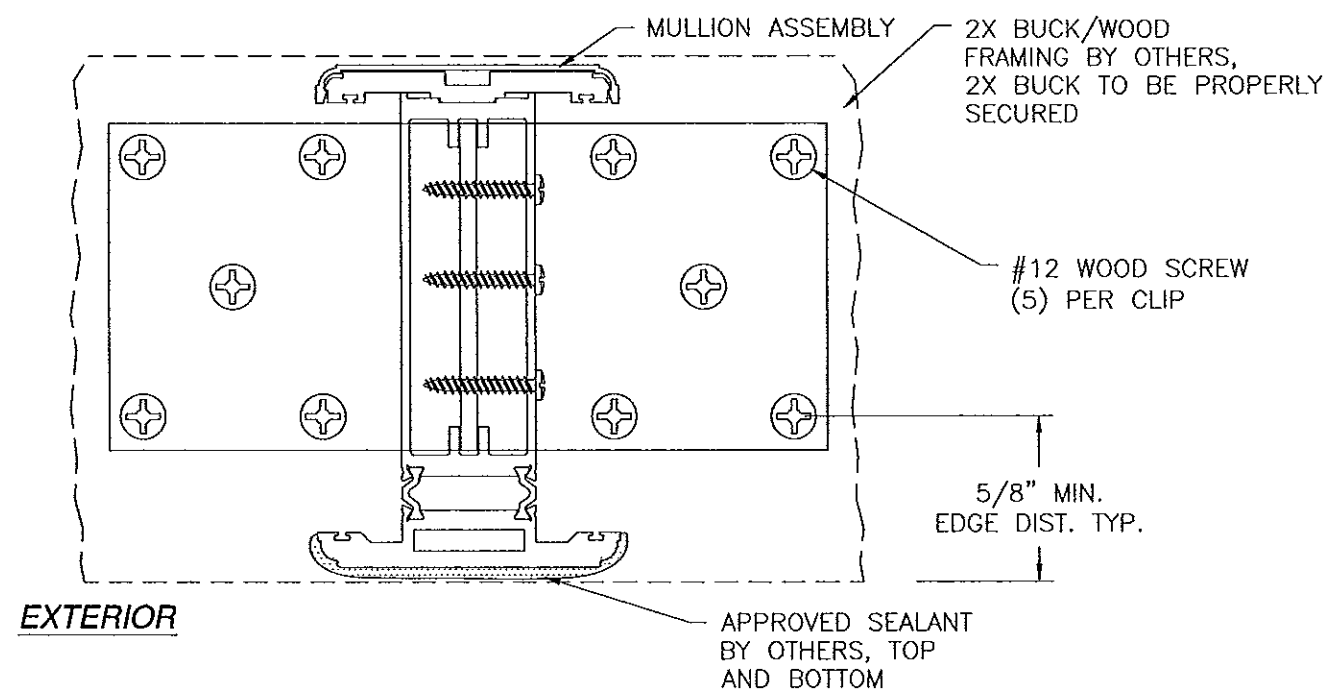 MULLION ASSEMBLY
2X BUCK/WOOD
FRAMING BY OTHERS,
2X BUCK TO BE PROPERLY
SECURED
#12 WOOD SCREW
(5) PER CLIP
5/8" MIN.
EDGE DIST. TYP.
EXTERIOR
APPROVED SEALANT
BY OTHERS, TOP
AND BOTTOM